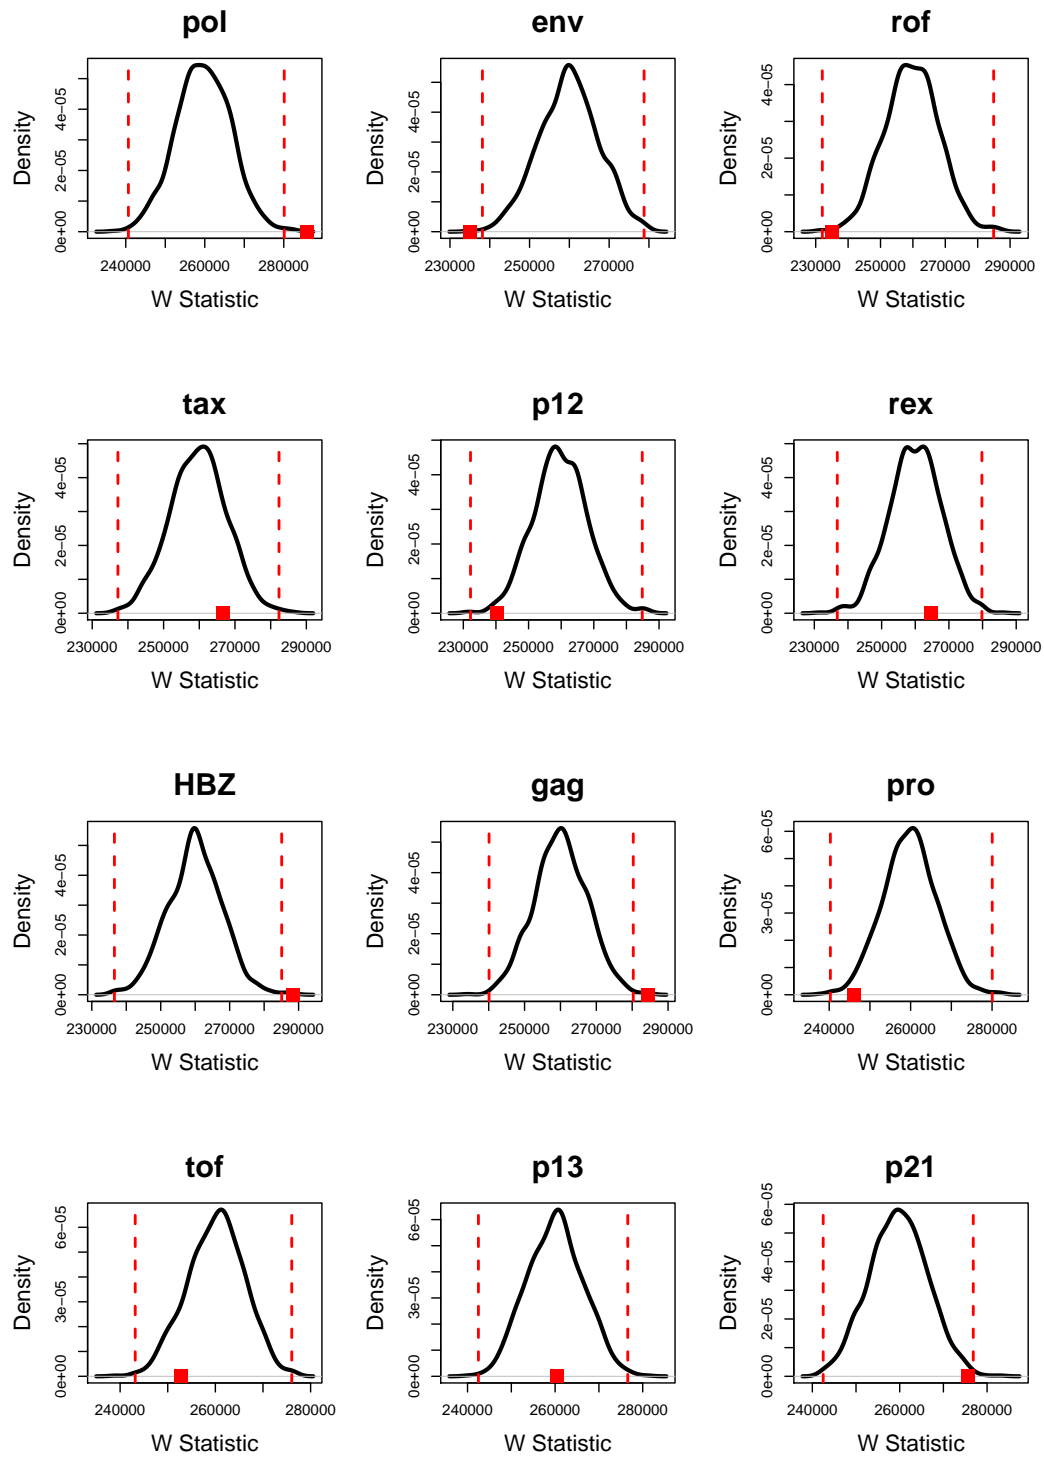 pol
env
rof
Density
0e+00 2e-05 4e-05
240000 260000 280000
W Statistic
Density
0e+00 2e-05 4e-05
230000 250000 270000
W Statistic
Density
0e+00 2e-05 4e-05
230000 250000 270000 290000
W Statistic
tax
p12
rex
Density
0e+00 2e-05 4e-05
230000 250000 270000 290000
W Statistic
Density
0e+00 2e-05 4e-05
230000 250000 270000 290000
W Statistic
Density
0e+00 2e-05 4e-05
230000 250000 270000 290000
W Statistic
HBZ
gag
pro
Density
0e+00 2e-05 4e-05
230000 250000 270000 290000
W Statistic
Density
0e+00 2e-05 4e-05
230000 250000 270000 290000
W Statistic
Density
0e+00 3e-05 6e-05
240000 260000 280000
W Statistic
tof
p13
p21
Density
0e+00 3e-05 6e-05
240000 260000 280000
W Statistic
Density
0e+00 3e-05 6e-05
240000 260000 280000
W Statistic
Density
0e+00 2e-05 4e-05 6e-05
240000 260000 280000
W Statistic